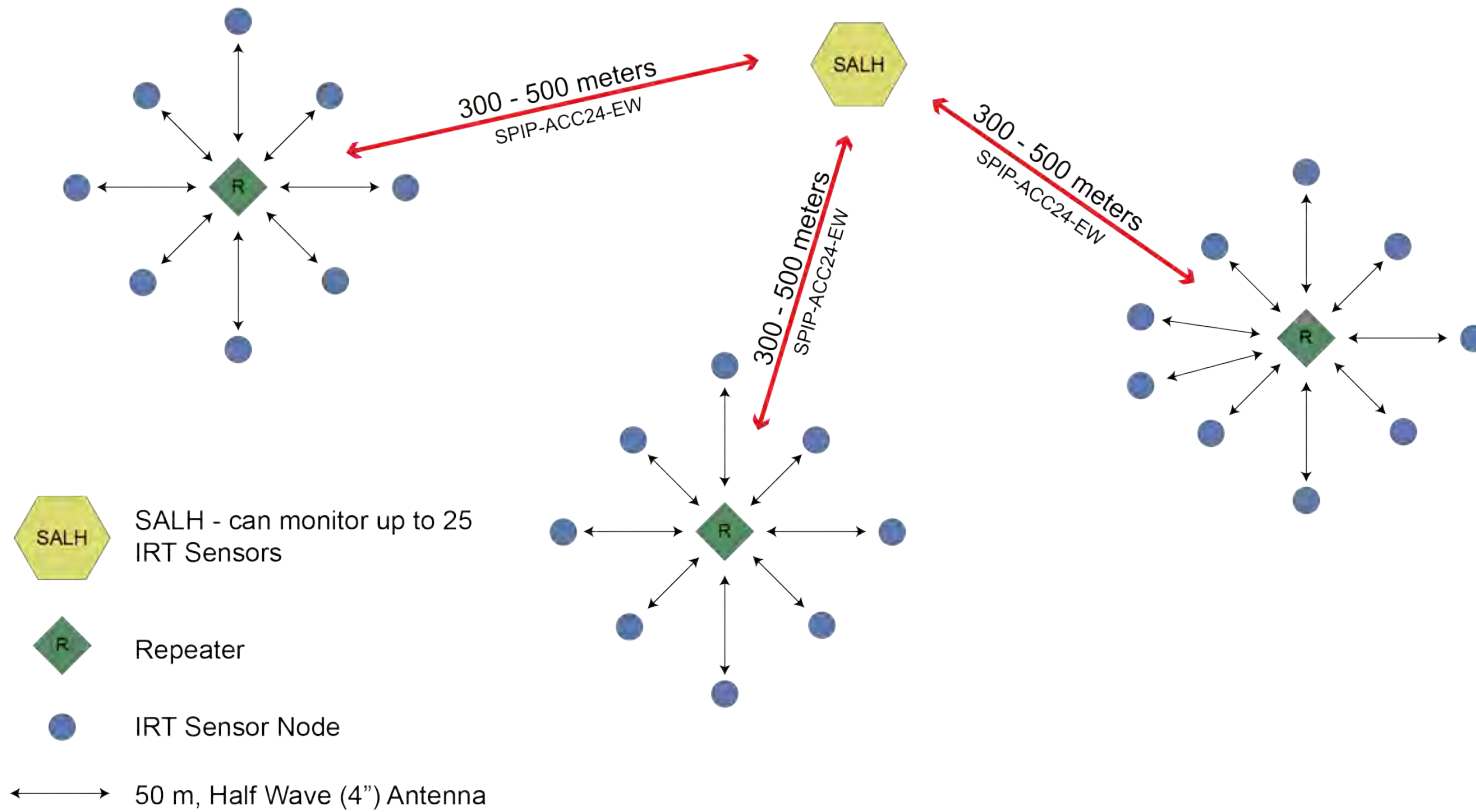 SALH
300 - 500 meters
SPIP-ACC24-EW
300 - 500 meters
SPIP-ACC24-EW
300 - 500 meters
SPIP-ACC24-EW
R
R
R
SALH
SALH - can monitor up to 25
IRT Sensors
R
Repeater
IRT Sensor Node
50 m, Half Wave (4”) Antenna